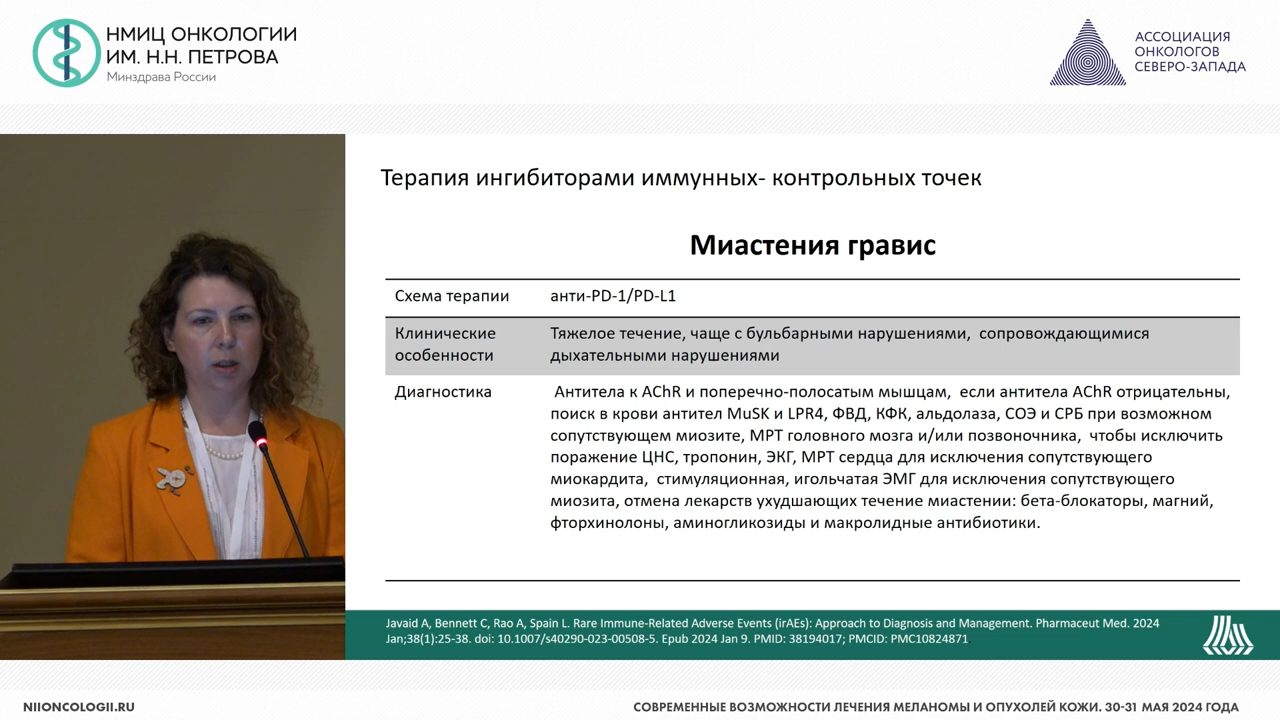 НМИЦ ОНКОЛОГИИ
ИМ. Н.Н. ПЕТРОВА
Минздрава России
АССОЦИАЦИЯ
ОНКОЛОГОВ
СЕВЕРО-ЗАПАДА
Терапия ингибиторами иммунных- контрольных точек
Миастения гравис
Схема терапии анти-PD-1/PD-L1
Клинические Тяжелое течение, чаще с бульбарными нарушениями, сопровождающимися
особенности дыхательными нарушениями
Диагностика Антитела к AChR и поперечно-полосатым мышцам, если антитела AChR отрицательны,
поиск в крови антител MuSK и LPR4, ФВД, КФК, альдолаза, СОЭ и СРБ при возможном
сопутствующем миозите, МРТ головного мозга и/или позвоночника, чтобы исключить
поражение ЦНС, тропонин, ЭКГ, МРТ сердца для исключения сопутствующего
миокардита, стимуляционная, игольчатая ЭМГ для исключения сопутствующего
миозита, отмена лекарств ухудшающих течение миастении: бета-блокаторы, магний,
фторхинолоны, аминогликозиды и макролидные антибиотики.
Javaid A, Bennett C, Rao A, Spain L. Rare Immune-Related Adverse Events (irAEs): Approach to Diagnosis and Management. Pharmaceut Med. 2024
Jan;38(1):25-38. doi: 10.1007/s40290-023-00508-5. Epub 2024 Jan 9. PMID: 38194017; PMCID: PMC10824871
NIIONCOLOGII.RU
СОВРЕМЕННЫЕ ВОЗМОЖНОСТИ ЛЕЧЕНИЯ МЕЛАНОМЫ И ОПУХОЛЕЙ КОЖИ. 30-31 МАЯ 2024 ГОДА